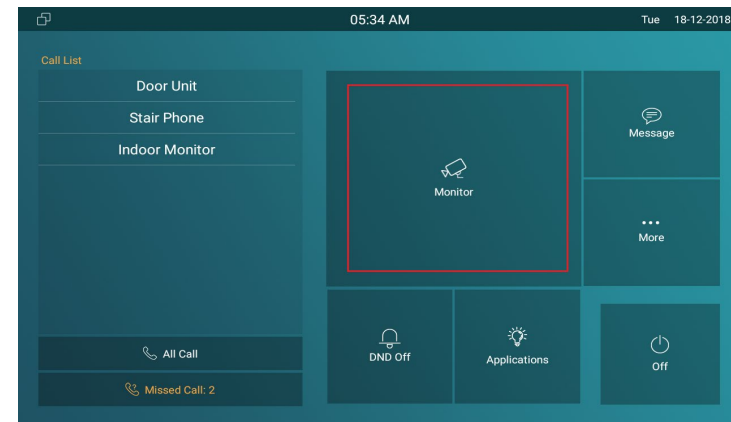 05:34 AM
Tue 18-12-2018
Call List
Door Unit
Stair Phone
Indoor Monitor
All Call
Missed Call: 2
Monitor
Message
More
DND Off
Applications
Off